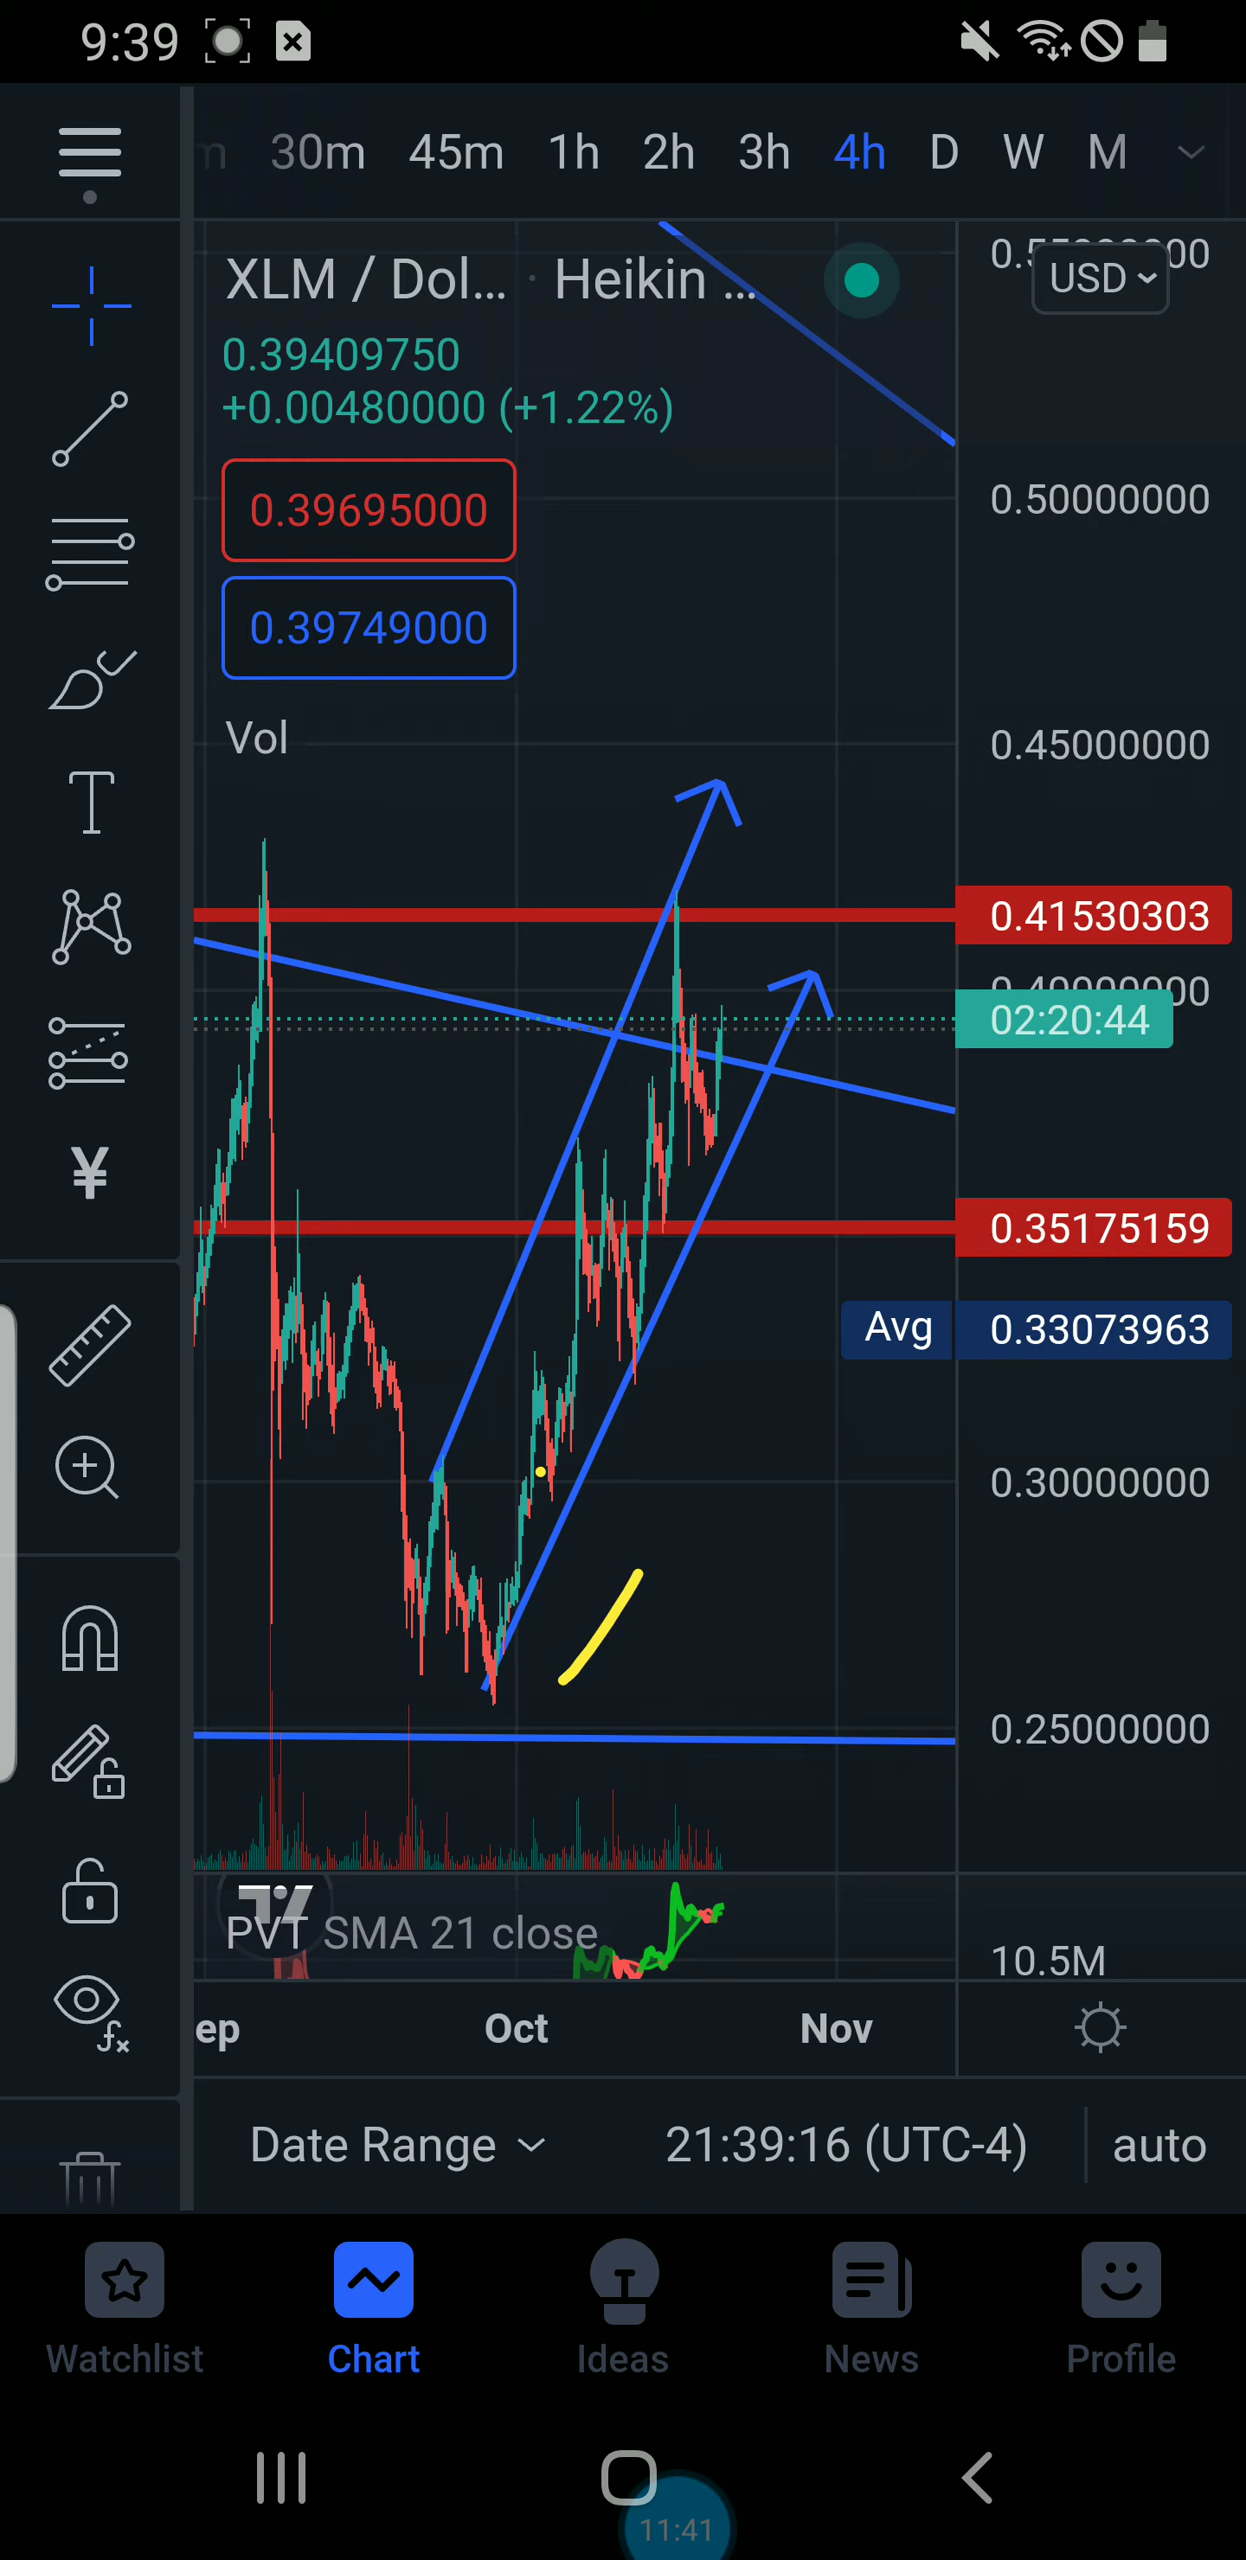 9:39
30m 45m 1h 2h 3h 4h D W M
XLM / Dol... · Heikin ...
USD
0.39409750
+0.00480000 (+1.22%)
0.39695000
0.50000000
0.39749000
Vol
0.45000000
0.41530303
02:20:44
¥
0.35175159
Avg 0.33073963
0.30000000
0.25000000
PVT SMA 21 close
10.5M
ep Oct Nov
Date Range 21:39:16 (UTC-4) auto
Watchlist Chart Ideas News Profile
11:41